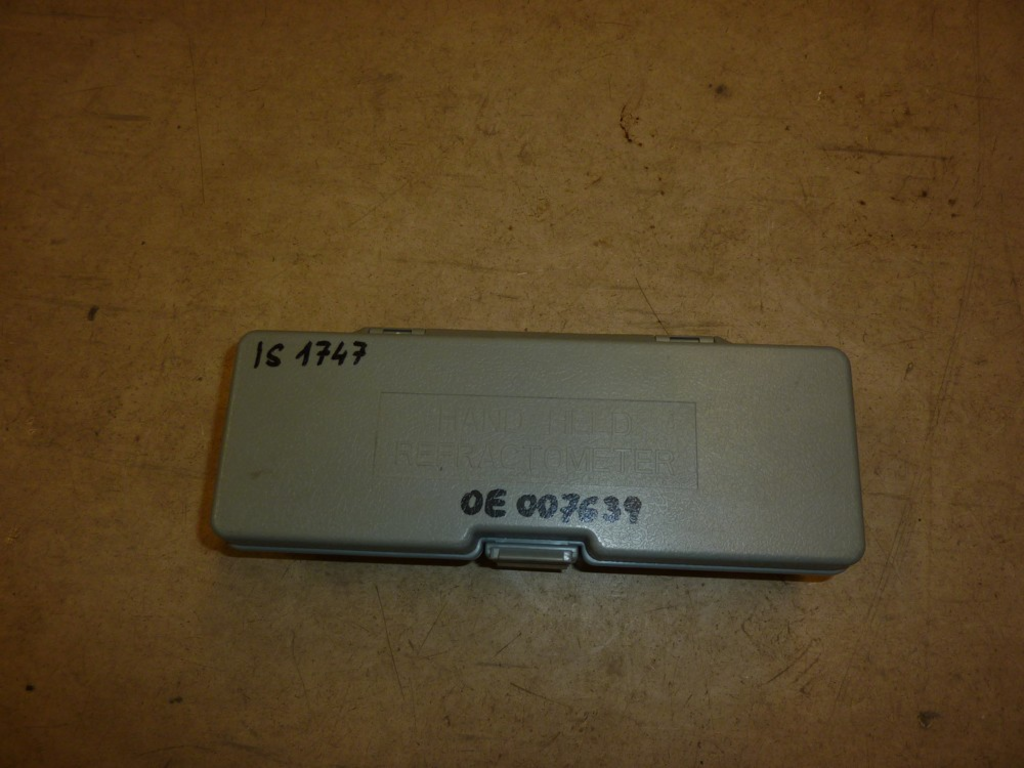 IS 1747
HAND HELD
REFRACTOMETER
OE 007639